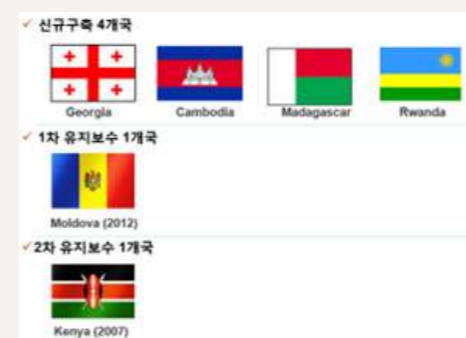 ✓ 신규구축 4개국
Georgia Cambodia Madagascar Rwanda
✓ 1차 유지보수 1개국
Moldova (2012)
✓ 2차 유지보수 1개국
Kenya (2007)